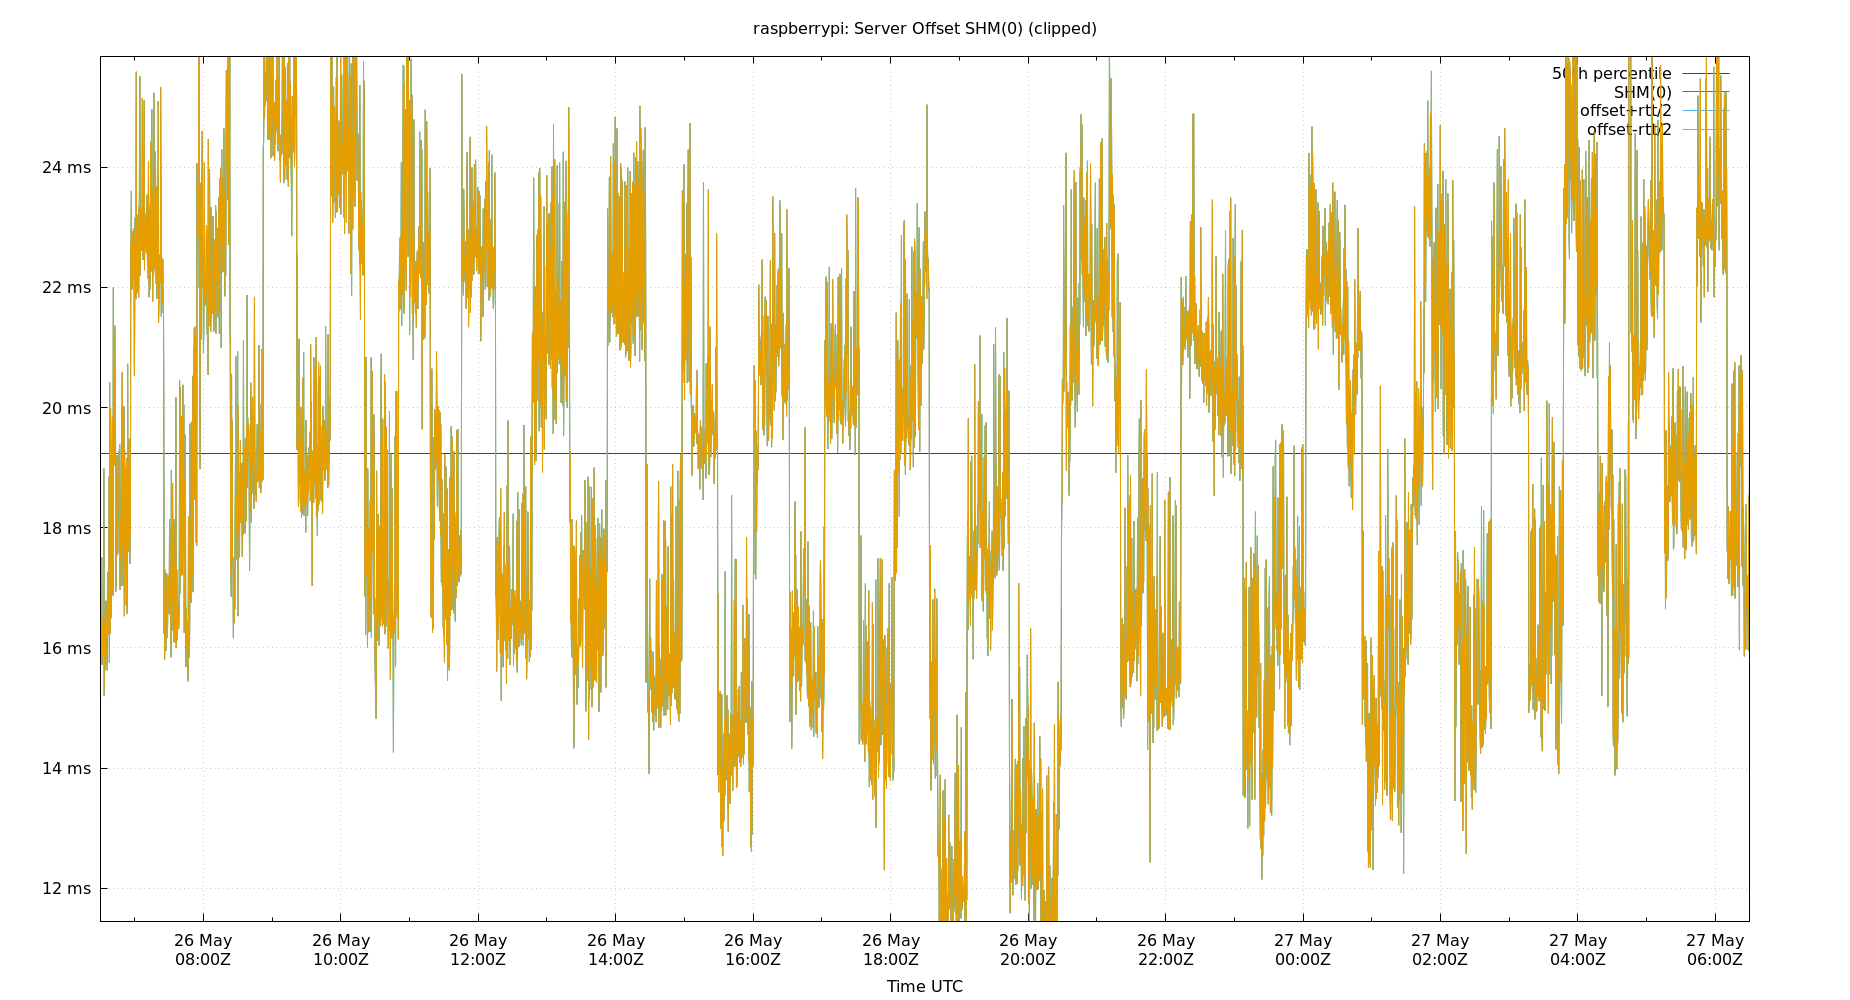 raspberrypi: Server Offset SHM(0) (clipped)
50th percentile
SHM(0)
offset+rtt/2
offset-rtt/2
24 ms
22 ms
20 ms
18 ms
16 ms
14 ms
12 ms
26 May 26 May 26 May 26 May 26 May 26 May 26 May 26 May 27 May 27 May 27 May 27 May
08:00Z 10:00Z 12:00Z 14:00Z 16:00Z 18:00Z 20:00Z 22:00Z 00:00Z 02:00Z 04:00Z 06:00Z
Time UTC